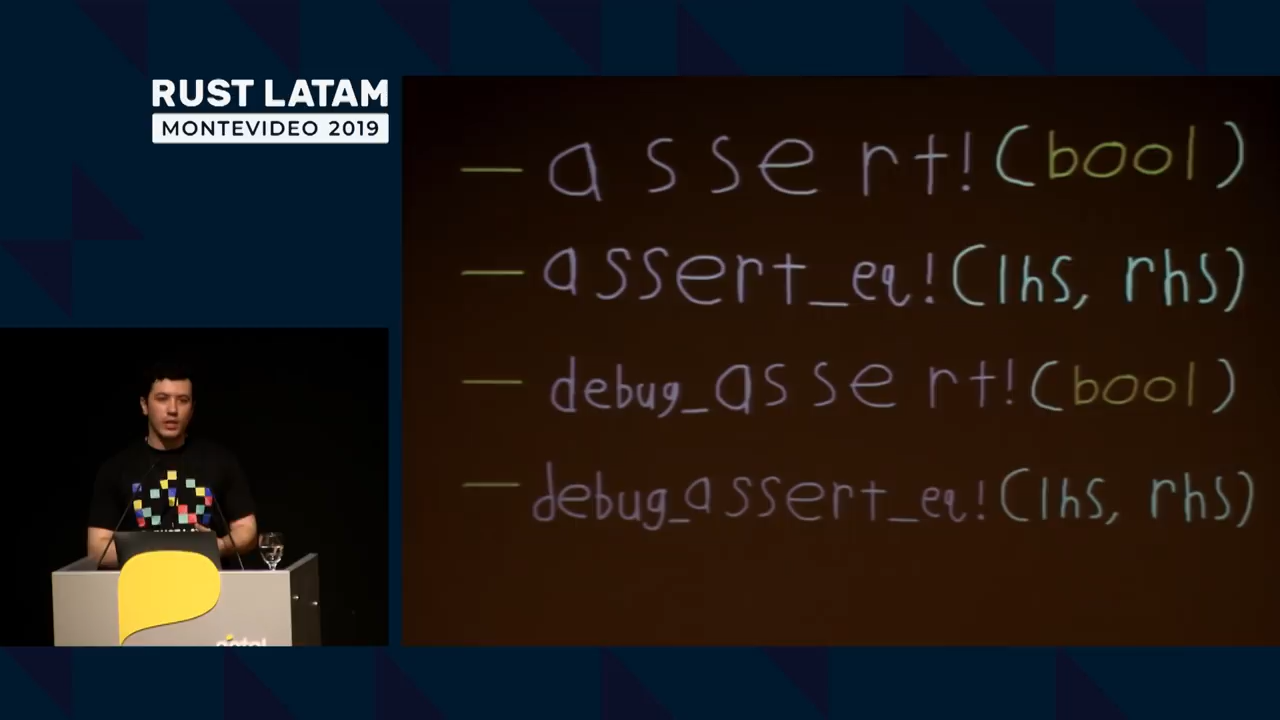 RUST LATAM
MONTEVIDEO 2019
— assert!(bool)
— assert_eq!(lhs, rhs)
— debug_assert!(bool)
— debug_assert_eq!(lhs, rhs)